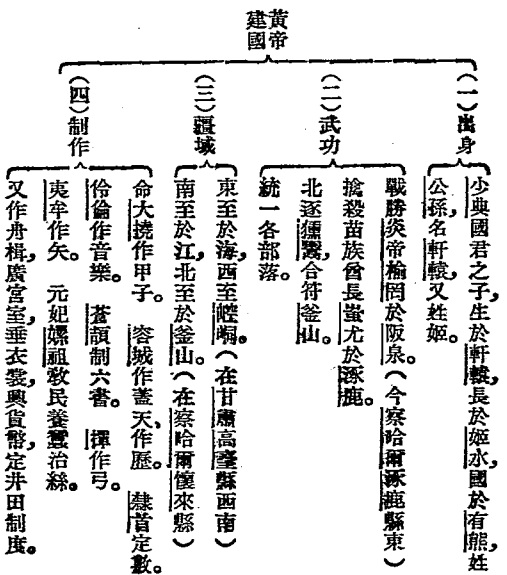 黃帝
建國
（一）出身
少典國君之子，生於軒轅，長於姬水，國於有熊，姓
公孫，名軒轅，又姓姬。
（二）武功
戰勝炎帝榆罔於阪泉。（今察哈爾涿鹿縣東）
擒殺苗族酋長蚩尤於涿鹿。
北逐獯鬻，合符釜山。
統一各部落。
（三）疆域
東至於海，西至崆峒。（在甘肅高臺縣西南）
南至於江，北至於釜山。（在察哈爾懷來縣）
（四）制作
命大撓作甲子。 容城作蓋天、作歷。 隸首定數。
伶倫作音樂。 蒼頡制六書。 揮作弓。
夷牟作矢。 元妃嫘祖敎民養蠶治絲。
又作舟楫，廣宮室，垂衣裳，興貨幣，定井田制度。